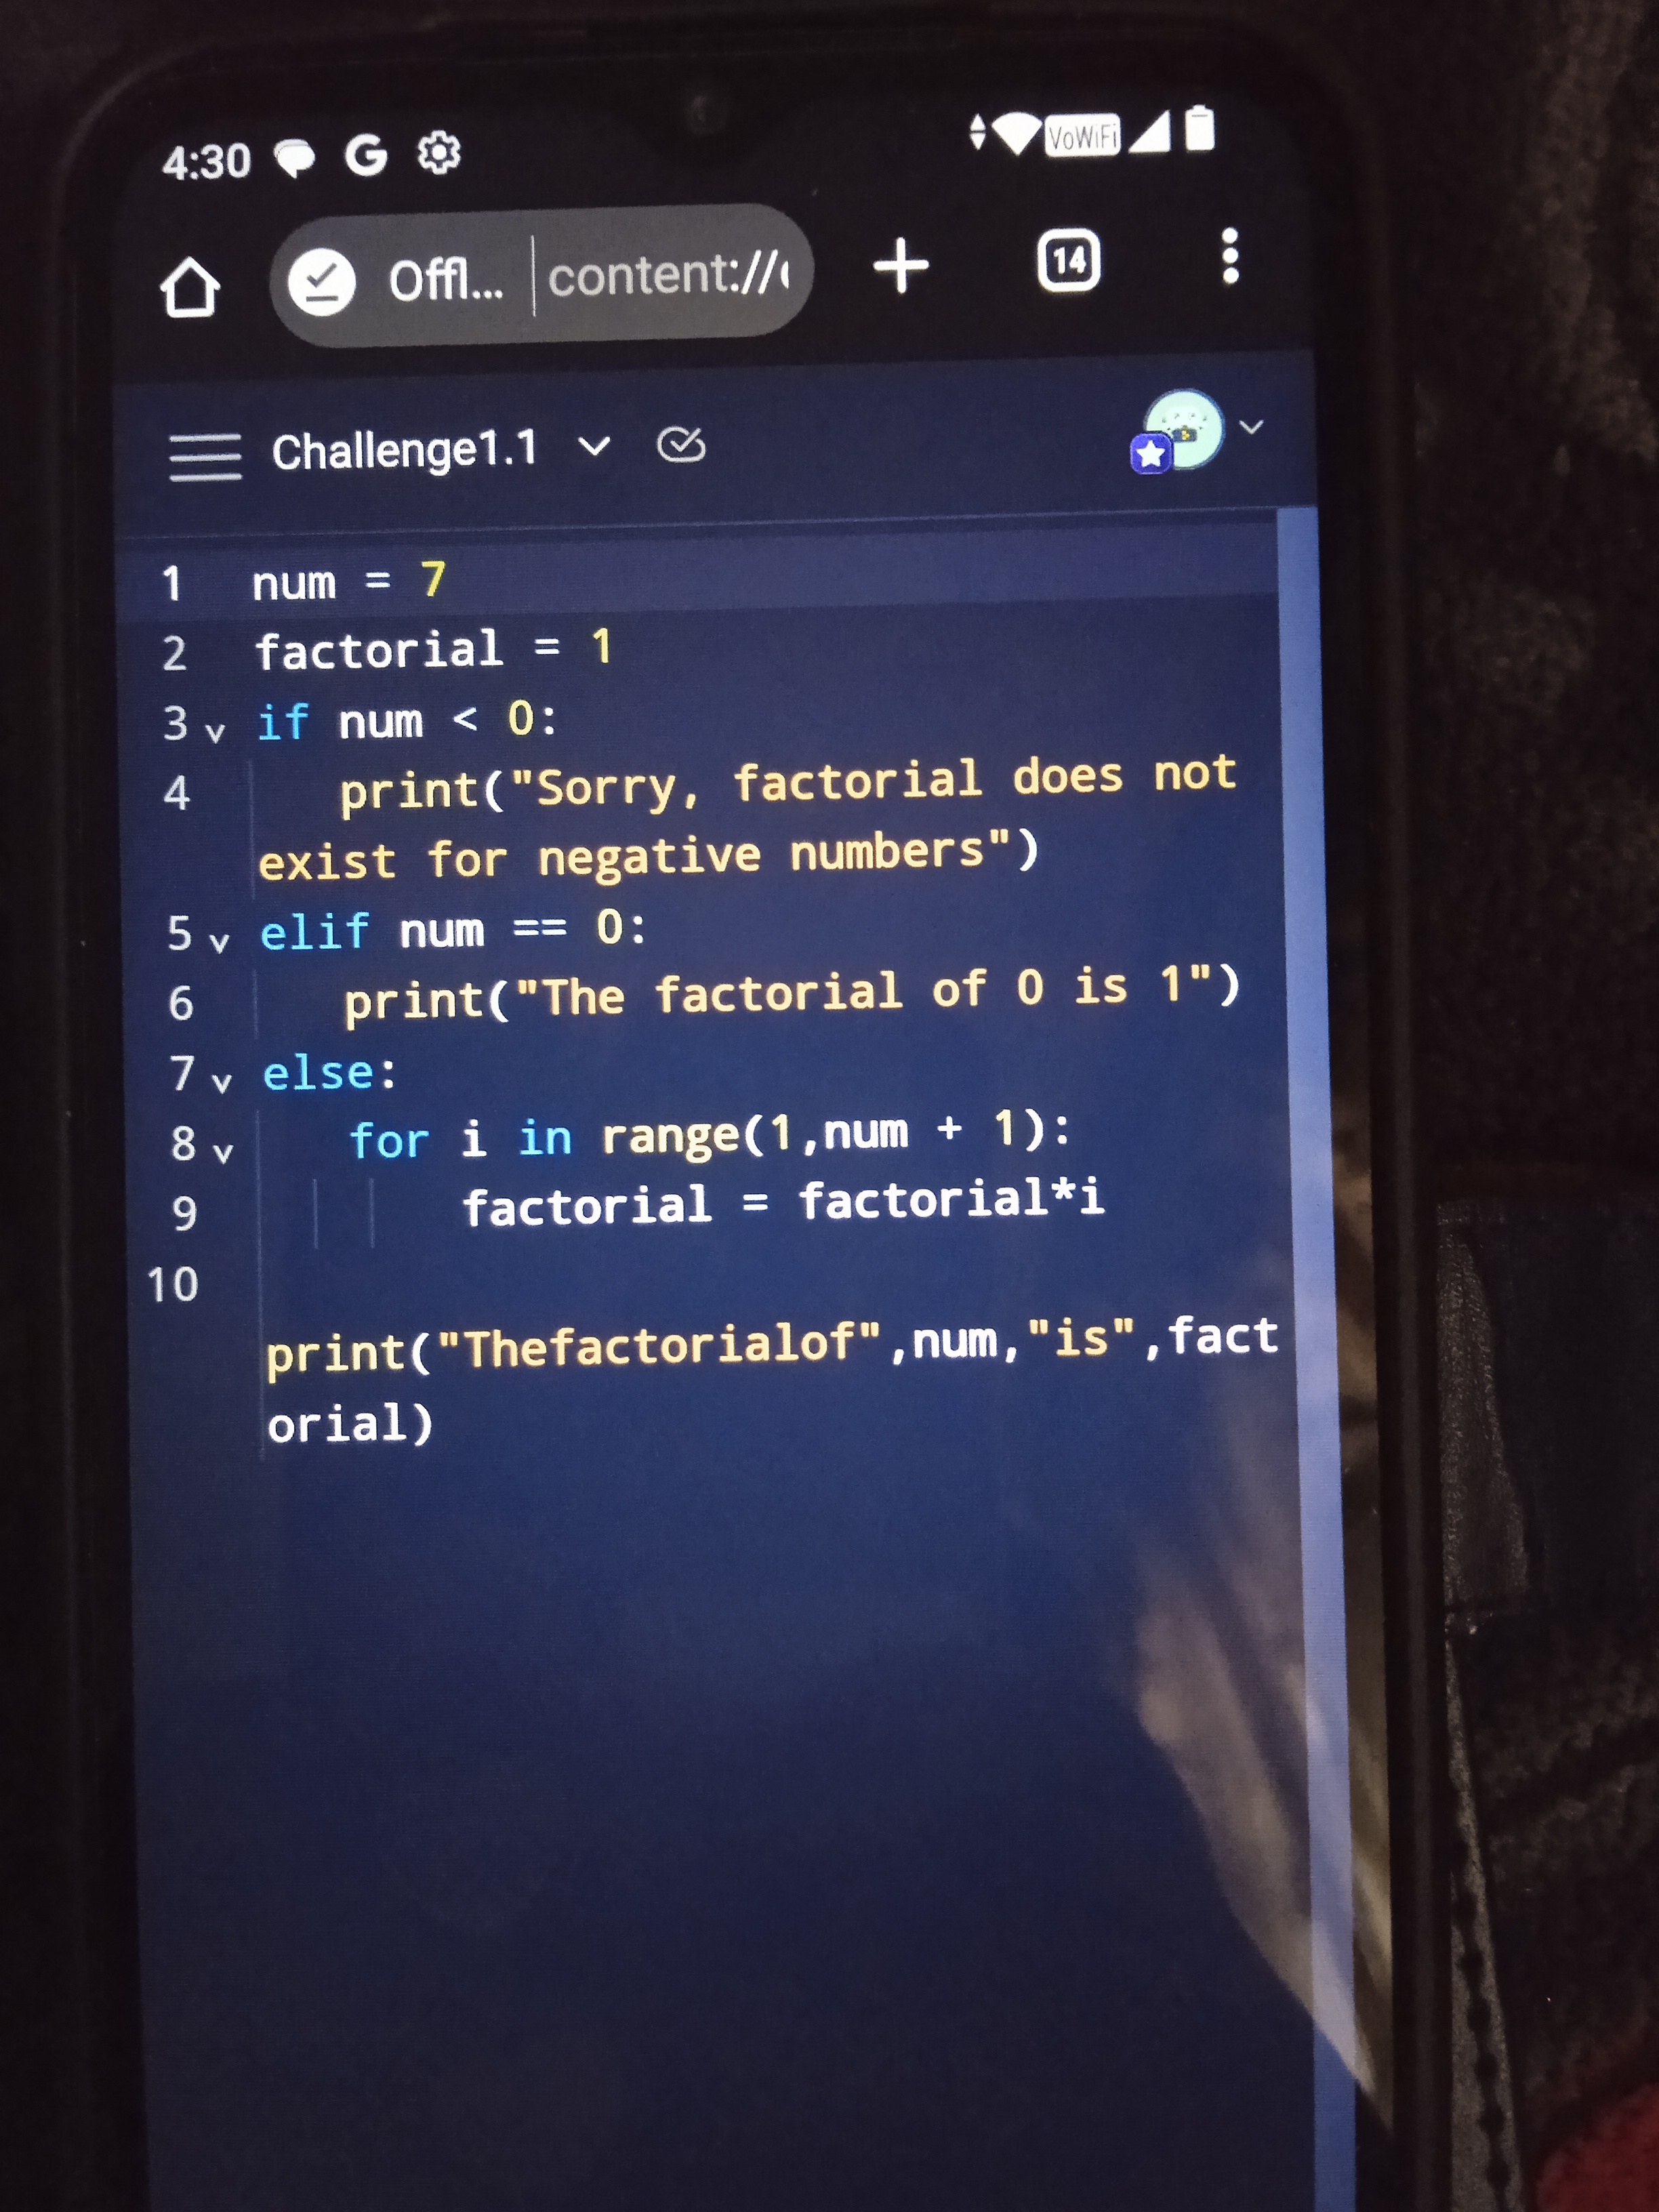 4:30 G VoWiFi
Offl... content://
14
Challenge1.1
1 num = 7
2 factorial = 1
3 v if num < 0:
4 print("Sorry, factorial does not
exist for negative numbers")
5 v elif num == 0:
6 print("The factorial of 0 is 1")
7 v else:
8 v for i in range(1,num + 1):
9 factorial = factorial*i
10
print("Thefactorialof",num,"is",fact
orial)